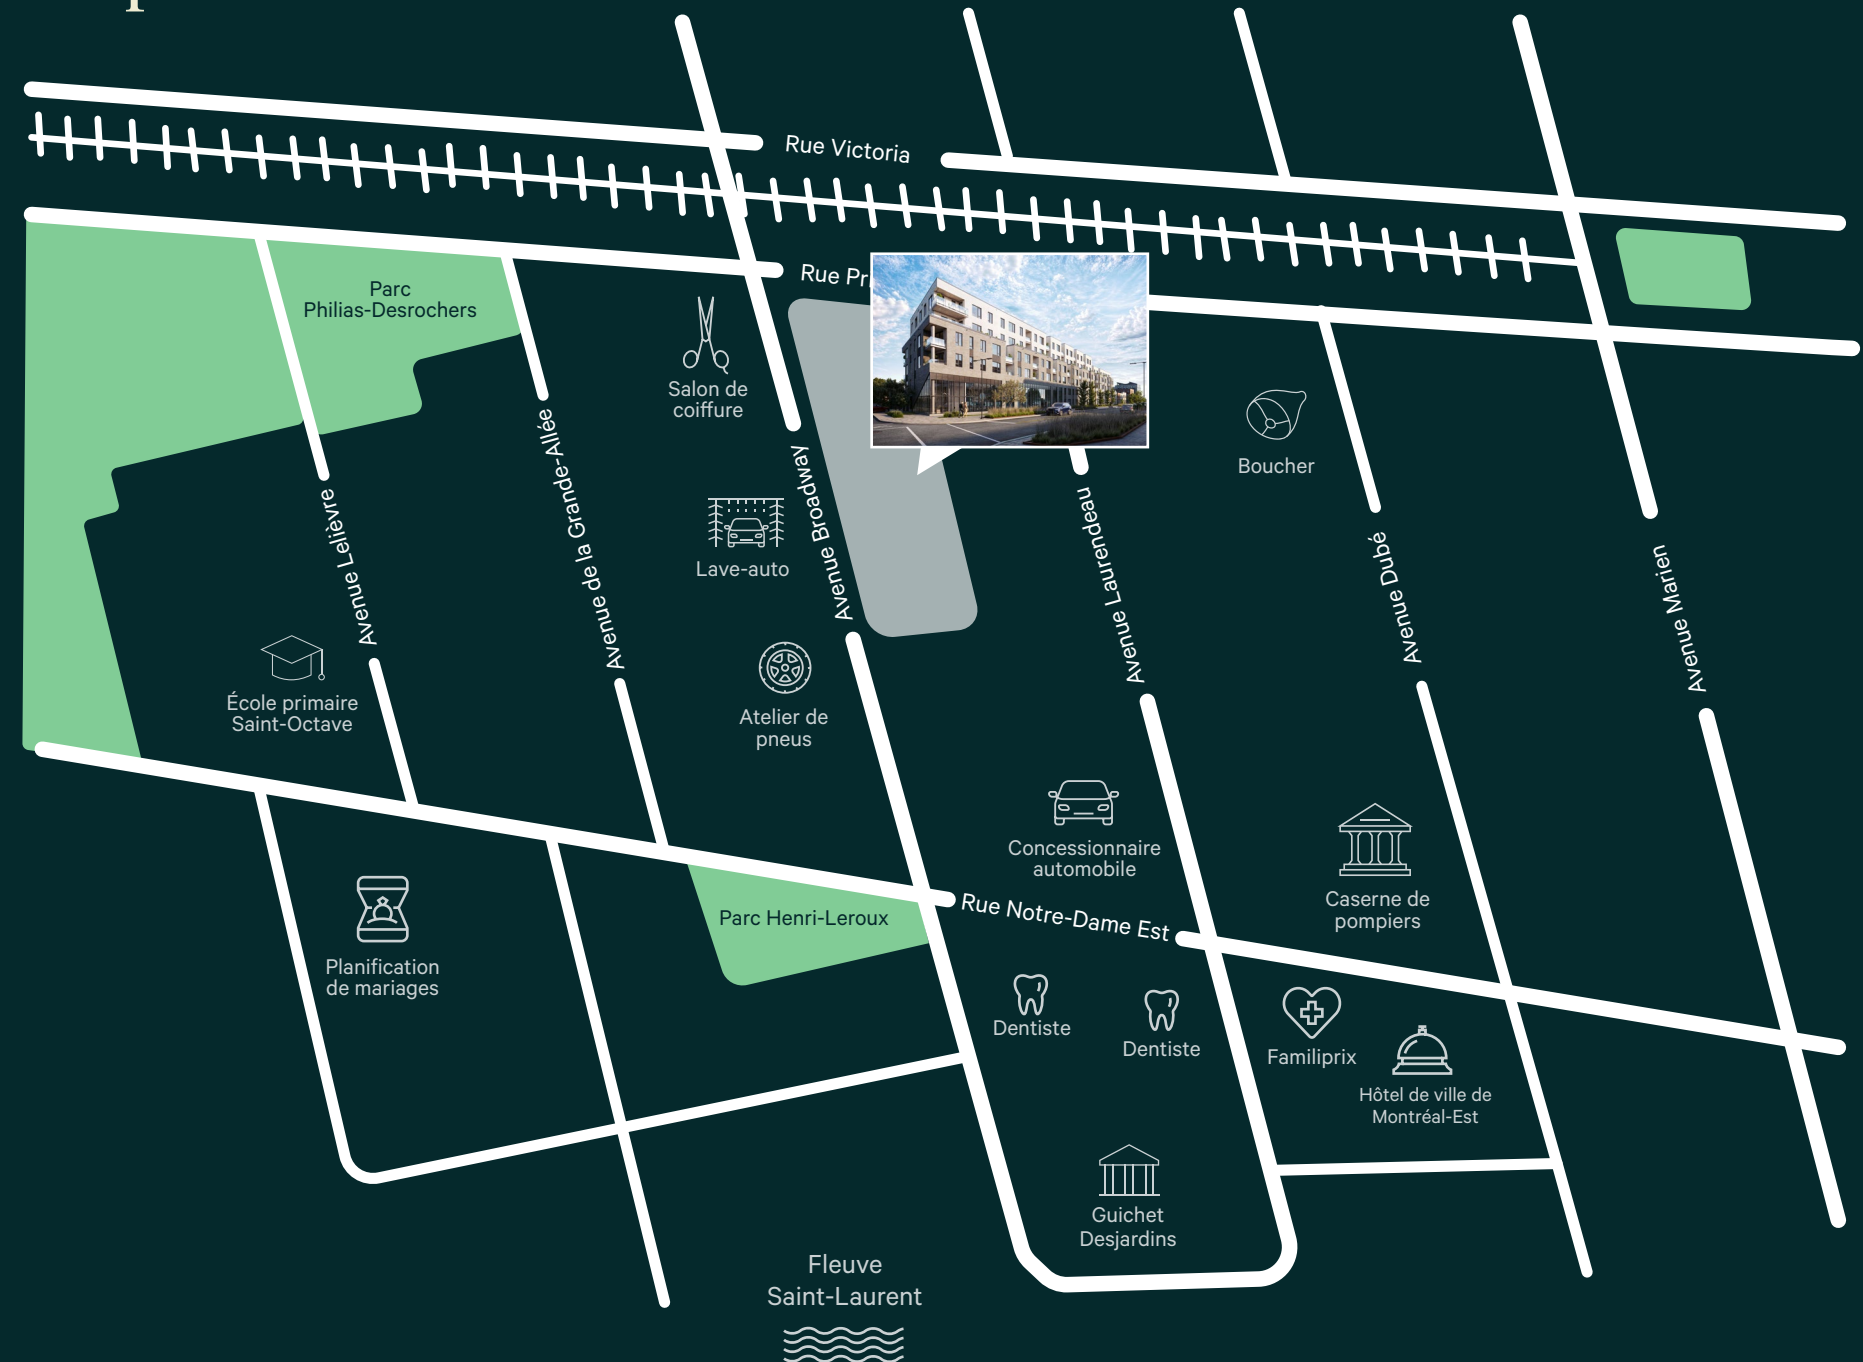 Rue Victoria
Rue Pri
Parc
Philias-Desrochers
Salon de
coiffure
Boucher
Avenue Lelièvre
Avenue de la Grande-Allée
Avenue Broadway
Avenue Laurendeau
Avenue Dubé
Avenue Marien
Lave-auto
École primaire
Saint-Octave
Atelier de
pneus
Concessionnaire
automobile
Caserne de
pompiers
Parc Henri-Leroux
Rue Notre-Dame Est
Planification
de mariages
Dentiste
Dentiste
Familiprix
Hôtel de ville de
Montréal-Est
Guichet
Desjardins
Fleuve
Saint-Laurent